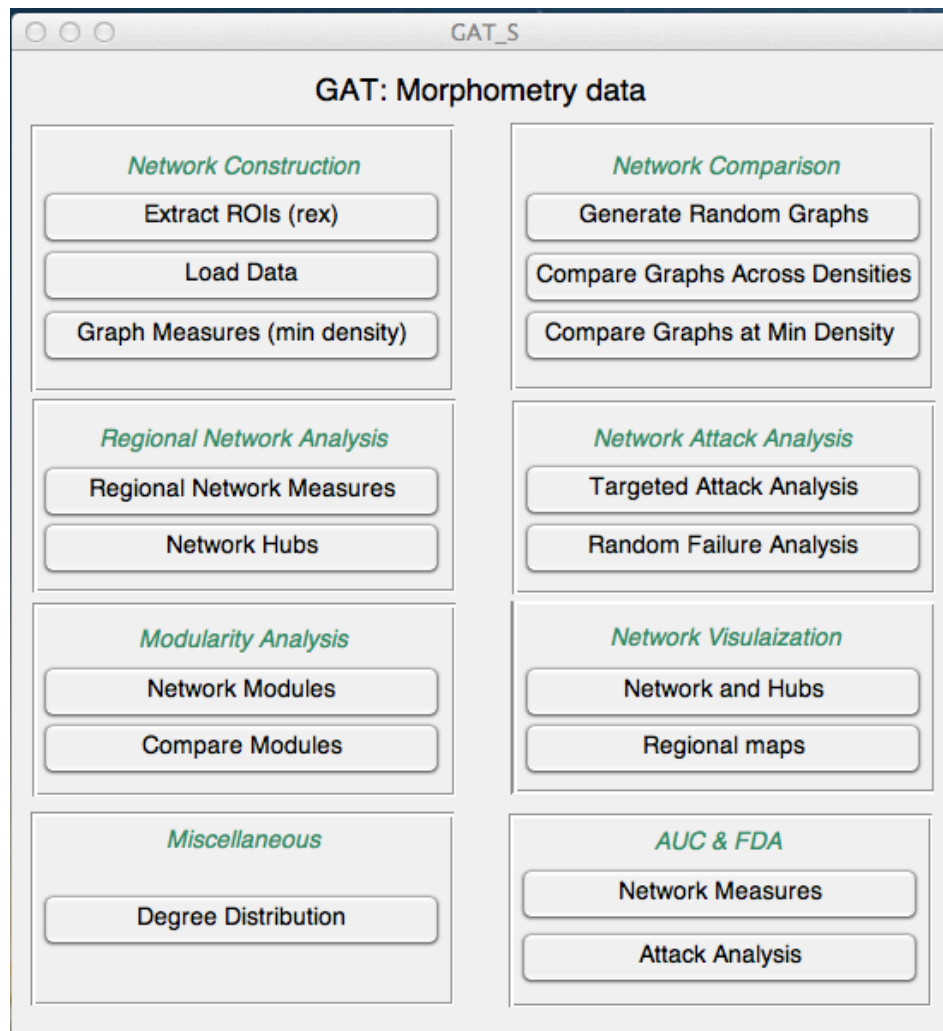 GAT_S
GAT: Morphometry data
Network Construction
Extract ROIs (rex)
Load Data
Graph Measures (min density)
Network Comparison
Generate Random Graphs
Compare Graphs Across Densities
Compare Graphs at Min Density
Regional Network Analysis
Regional Network Measures
Network Hubs
Network Attack Analysis
Targeted Attack Analysis
Random Failure Analysis
Modularity Analysis
Network Modules
Compare Modules
Network Visulaization
Network and Hubs
Regional maps
Miscellaneous
Degree Distribution
AUC & FDA
Network Measures
Attack Analysis